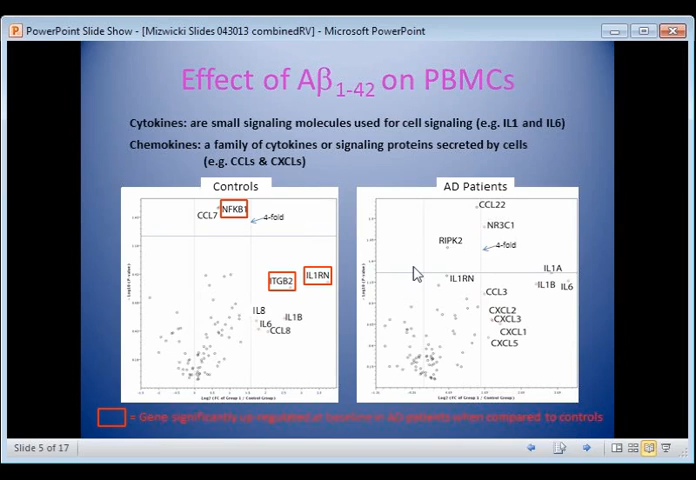 PowerPoint Slide Show - [Mizwicki Slides 043013 combinedRV] - Microsoft PowerPoint
Effect of Aβ1-42 on PBMCs
Cytokines: are small signaling molecules used for cell signaling (e.g. IL1 and IL6)
Chemokines: a family of cytokines or signaling proteins secreted by cells
(e.g. CCLs & CXCLs)
Controls
CCL7
NFKB1
4-fold
ITGB2
IL1RN
IL8
IL6
IL1B
CCL8
AD Patients
CCL22
NR3C1
RIPK2
4-fold
IL1RN
IL1A
IL1B
IL6
CCL3
CXCL2
CXCL3
CXCL1
CXCL5
= Gene significantly up-regulated at baseline in AD patients when compared to controls
Slide 5 of 17